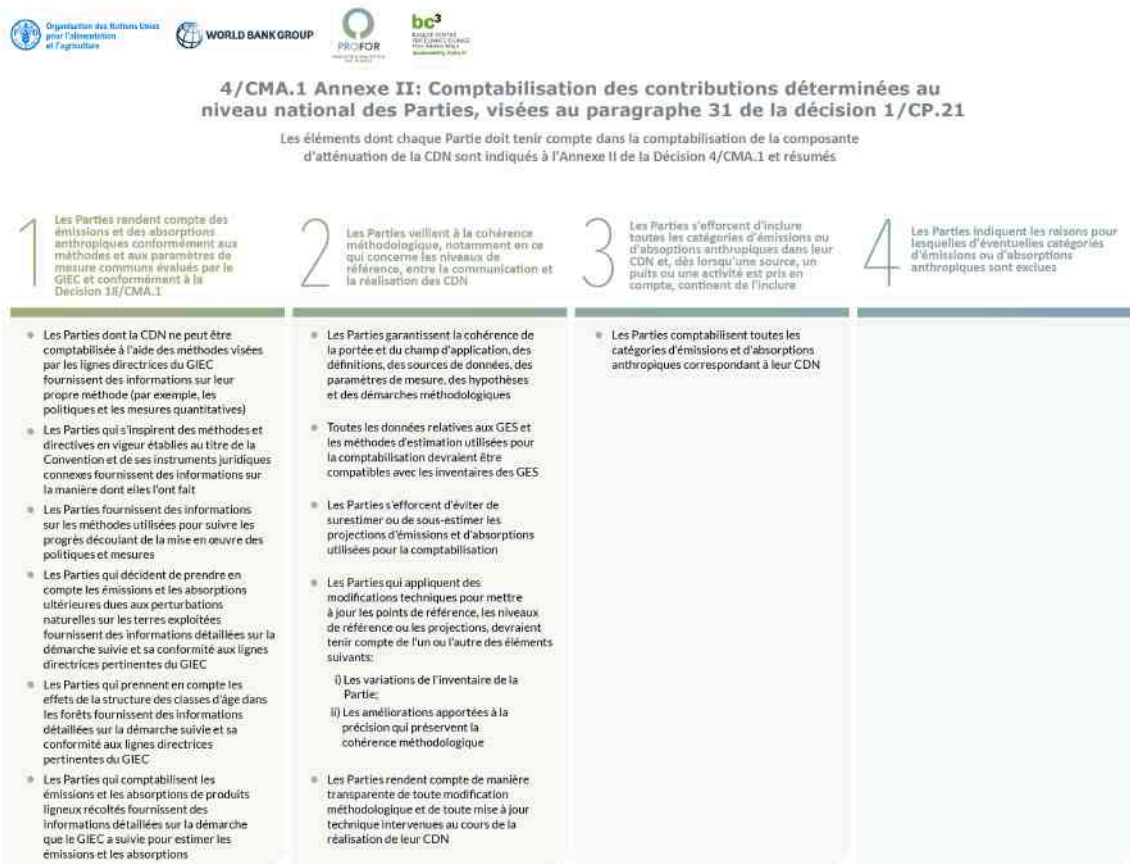 Organisation des Nations Unies
pour l'alimentation
et l'agriculture
WORLD BANK GROUP
PROFOR
bc³
BASQUE CENTRE
FOR CLIMATE CHANGE
4/CMA.1 Annexe II: Comptabilisation des contributions déterminées au
niveau national des Parties, visées au paragraphe 31 de la décision 1/CP.21
Les éléments dont chaque Partie doit tenir compte dans la comptabilisation de la composante
d'atténuation de la CDN sont indiqués à l'Annexe II de la Décision 4/CMA.1 et résumés
1
Les Parties rendent compte des
émissions et des absorptions
anthropiques conformément aux
méthodes et aux paramètres de
mesure communs évalués par le
GIEC et conformément à la
Décision 18/CMA.1
Les Parties dont la CDN ne peut être
comptabilisée à l'aide des méthodes visées
par les lignes directrices du GIEC
fournissent des informations sur leur
propre méthode (par exemple, les
politiques et les mesures quantitatives)
Les Parties qui s'inspirent des méthodes et
directives en vigueur établies au titre de la
Convention et de ses instruments juridiques
connexes fournissent des informations sur
la manière dont elles l'ont fait
Les Parties fournissent des informations
sur les méthodes utilisées pour suivre les
progrès découlant de la mise en œuvre des
politiques et mesures
Les Parties qui décident de prendre en
compte les émissions et les absorptions
ultérieures dues aux perturbations
naturelles sur les terres exploitées
fournissent des informations détaillées sur la
démarche suivie et sa conformité aux lignes
directrices pertinentes du GIEC
Les Parties qui prennent en compte les
effets de la structure des classes d'âge dans
les forêts fournissent des informations
détaillées sur la démarche suivie et sa
conformité aux lignes directrices
pertinentes du GIEC
Les Parties qui comptabilisent les
émissions et les absorptions de produits
ligneux récoltés fournissent des
informations détaillées sur la démarche
que le GIEC a suivie pour estimer les
émissions et les absorptions
2
Les Parties veillent à la cohérence
méthodologique, notamment en ce
qui concerne les niveaux de
référence, entre la communication et
la réalisation des CDN
Les Parties garantissent la cohérence de
la portée et du champ d'application, des
définitions, des sources de données, des
paramètres de mesure, des hypothèses
et des démarches méthodologiques
Toutes les données relatives aux GES et
les méthodes d'estimation utilisées pour
la comptabilisation devraient être
compatibles avec les inventaires des GES
Les Parties s'efforcent d'éviter de
surestimer ou de sous-estimer les
projections d'émissions et d'absorptions
utilisées pour la comptabilisation
Les Parties qui appliquent des
modifications techniques pour mettre
à jour les points de référence, les niveaux
de référence ou les projections, devraient
tenir compte de l'un ou l'autre des éléments
suivants:
i) Les variations de l'inventaire de la
Partie;
ii) Les améliorations apportées à la
précision qui préservent la
cohérence méthodologique
Les Parties rendent compte de manière
transparente de toute modification
méthodologique et de toute mise à jour
technique intervenues au cours de la
réalisation de leur CDN
3
Les Parties s'efforcent d'inclure
toutes les catégories d'émissions ou
d'absorptions anthropiques dans leur
CDN et, dès lorsqu'une source, un
puits ou une activité est pris en
compte, continent de l'inclure
Les Parties comptabilisent toutes les
catégories d'émissions et d'absorptions
anthropiques correspondant à leur CDN
4
Les Parties indiquent les raisons pour
lesquelles d'éventuelles catégories
d'émissions ou d'absorptions
anthropiques sont exclues